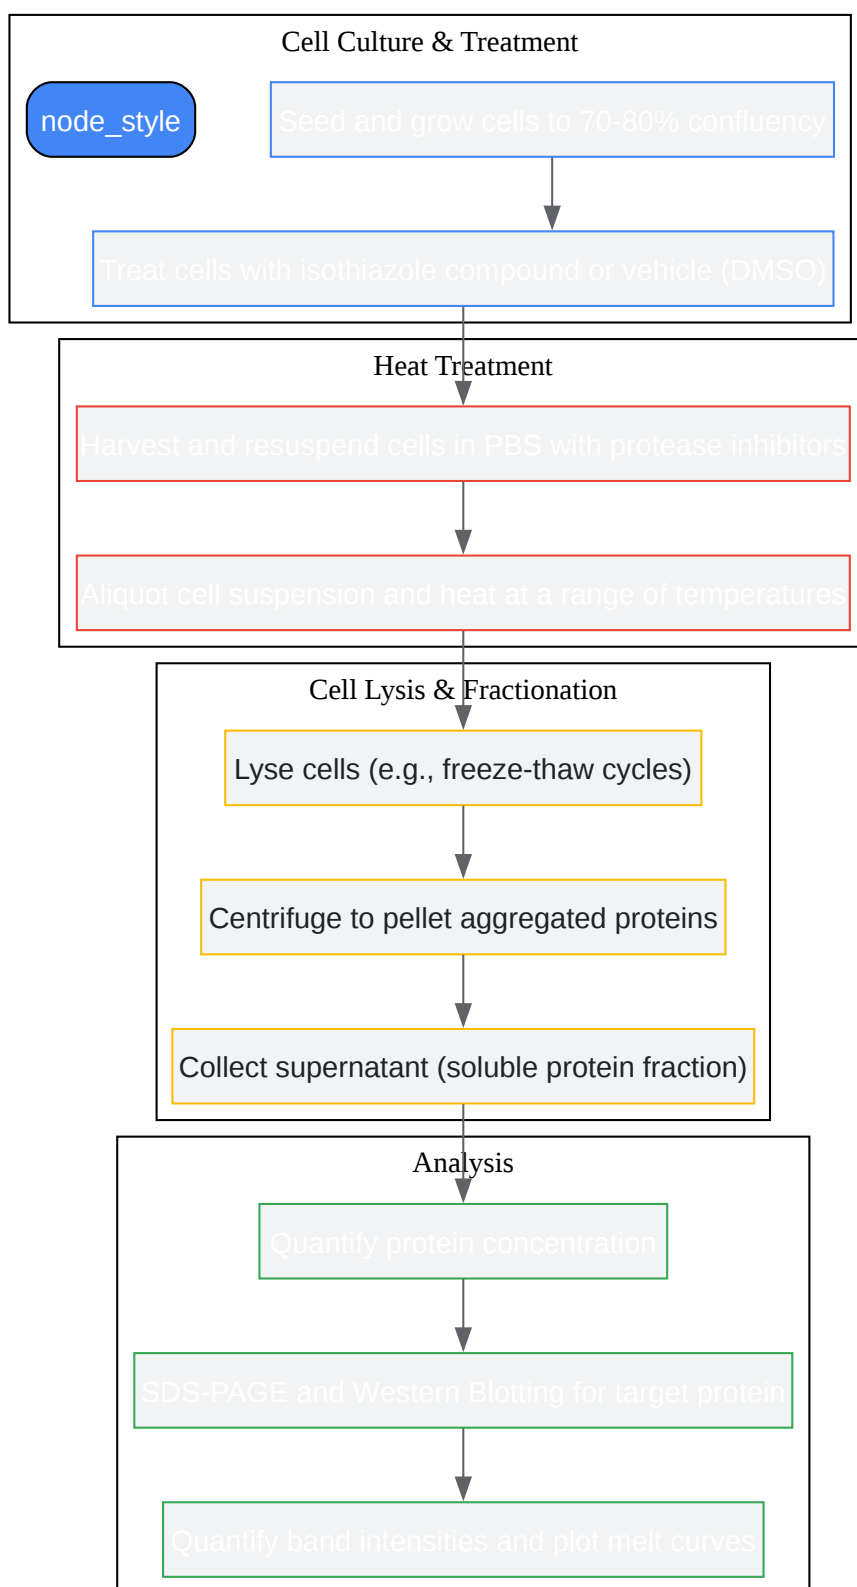 Cell Culture & Treatment
node_style
Seed and grow cells to 70-80% confluency
Treat cells with isothiazole compound or vehicle (DMSO)
Heat Treatment
Harvest and resuspend cells in PBS with protease inhibitors
Aliquot cell suspension and heat at a range of temperatures
Cell Lysis & Fractionation
Lyse cells (e.g., freeze-thaw cycles)
Centrifuge to pellet aggregated proteins
Collect supernatant (soluble protein fraction)
Analysis
Quantify protein concentration
SDS-PAGE and Western Blotting for target protein
Quantify band intensities and plot melt curves